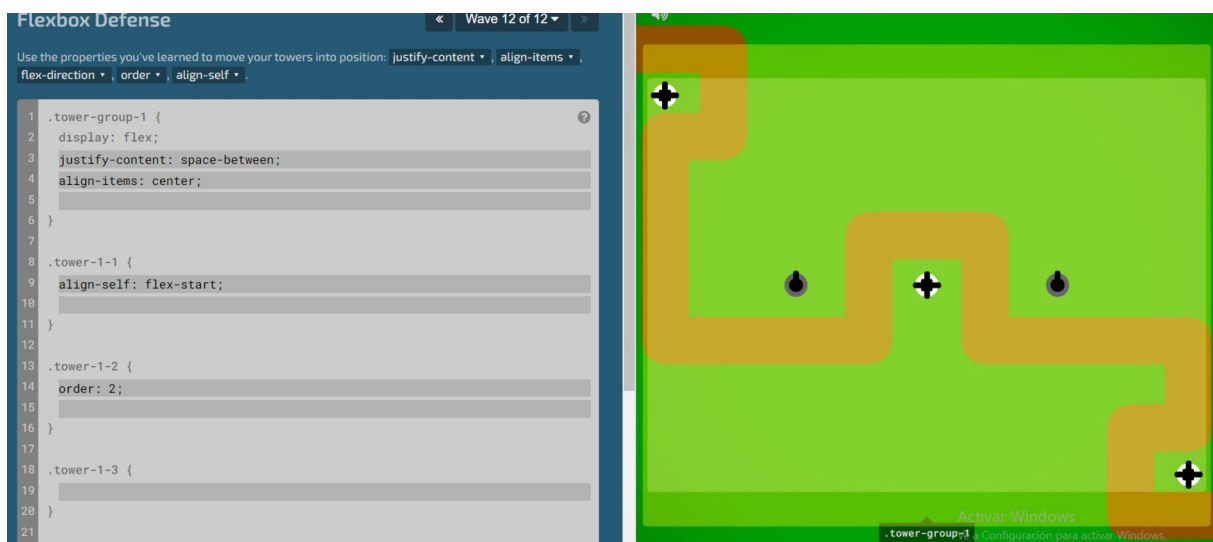 Flexbox Defense
« Wave 12 of 12 ▾ »
Use the properties you've learned to move your towers into position: justify-content ▾ , align-items ▾ ,
flex-direction ▾ , order ▾ , align-self ▾ .
1 .tower-group-1 {
2 display: flex;
3 justify-content: space-between;
4 align-items: center;
5
6 }
7
8 .tower-1-1 {
9 align-self: flex-start;
10
11 }
12
13 .tower-1-2 {
14 order: 2;
15
16 }
17
18 .tower-1-3 {
19
20 }
21
Activar Windows
.tower-group-1 a Configuración para activar Windows.